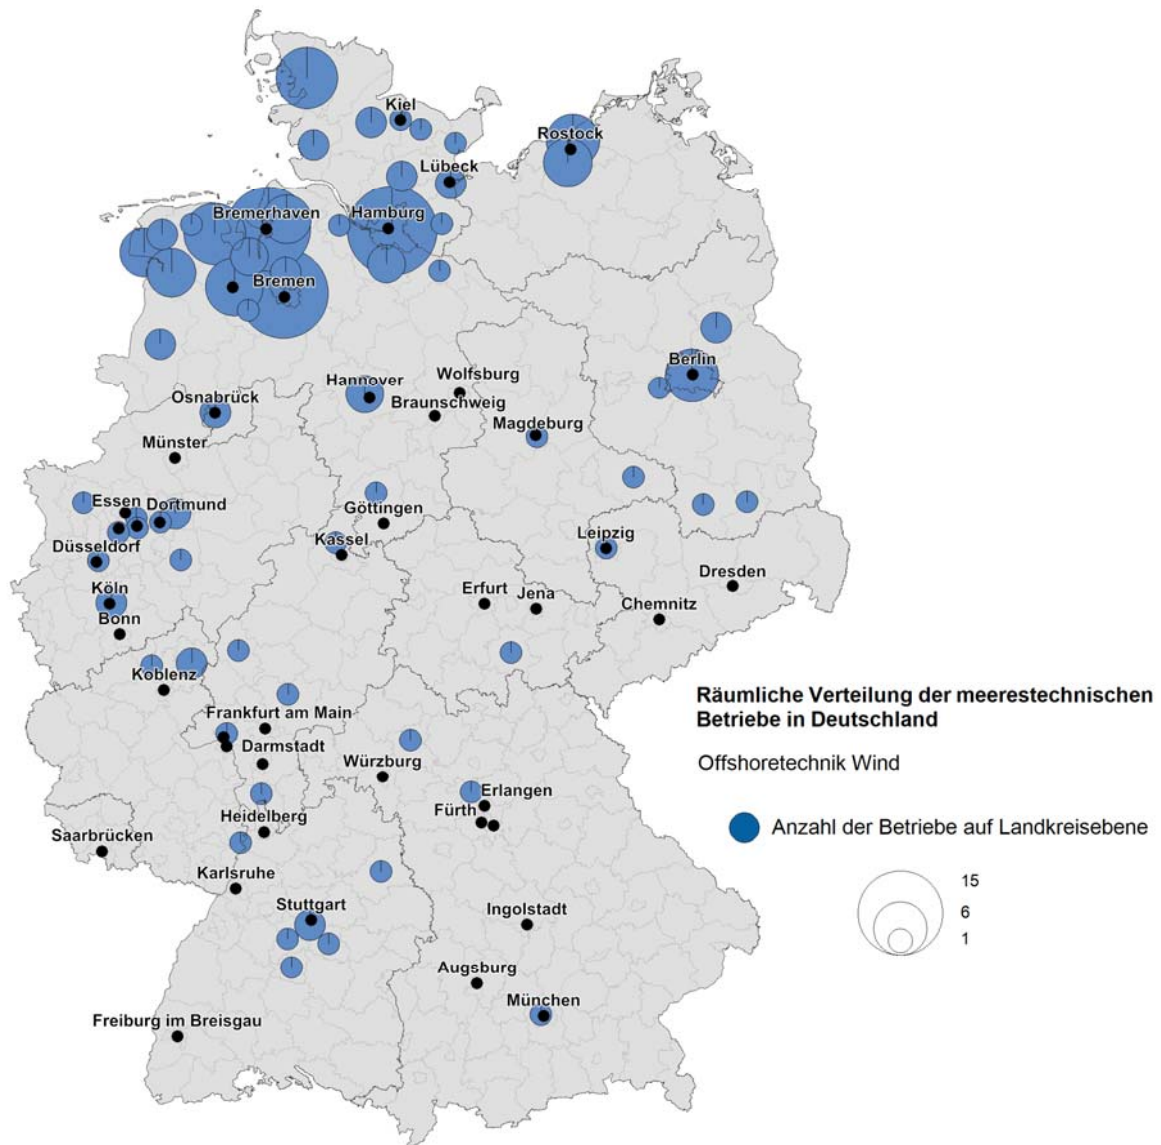 Kiel
Rostock
Lübeck
Bremerhaven
Hamburg
Bremen
Berlin
Hannover
Wolfsburg
Osnabrück
Braunschweig
Magdeburg
Münster
Essen
Dortmund
Göttingen
Düsseldorf
Kassel
Leipzig
Köln
Erfurt
Jena
Dresden
Bonn
Chemnitz
Koblenz
Räumliche Verteilung der meerestechnischen
Betriebe in Deutschland
Frankfurt am Main
Darmstadt
Würzburg
Offshoretechnik Wind
Erlangen
Heidelberg
Fürth
Saarbrücken
Anzahl der Betriebe auf Landkreisebene
Karlsruhe
15
Stuttgart
Ingolstadt
6
1
Augsburg
München
Freiburg im Breisgau